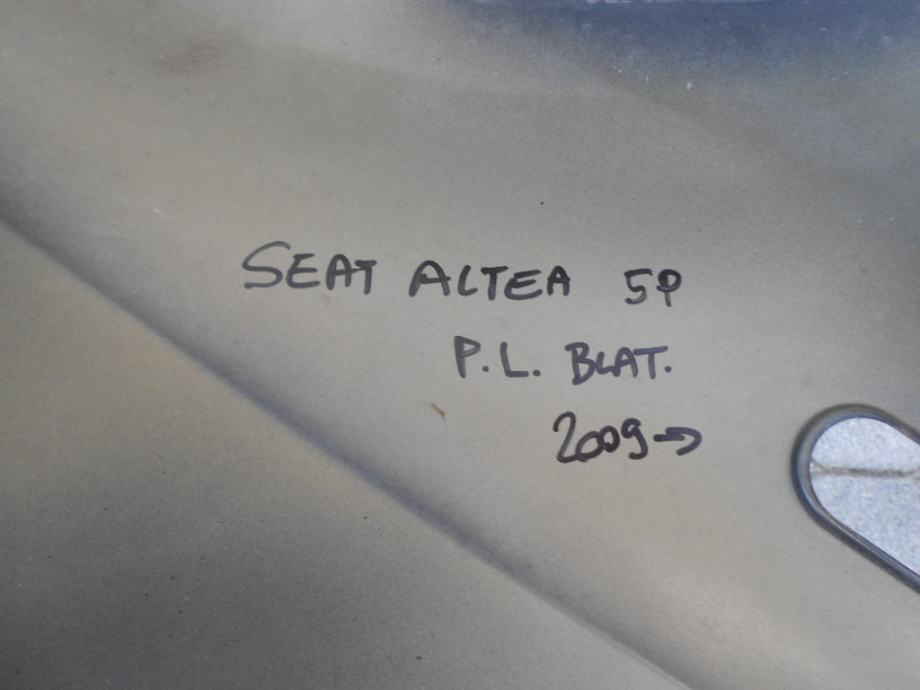 SEAT ALTEA 5P
P.L. BLAT.
2009→